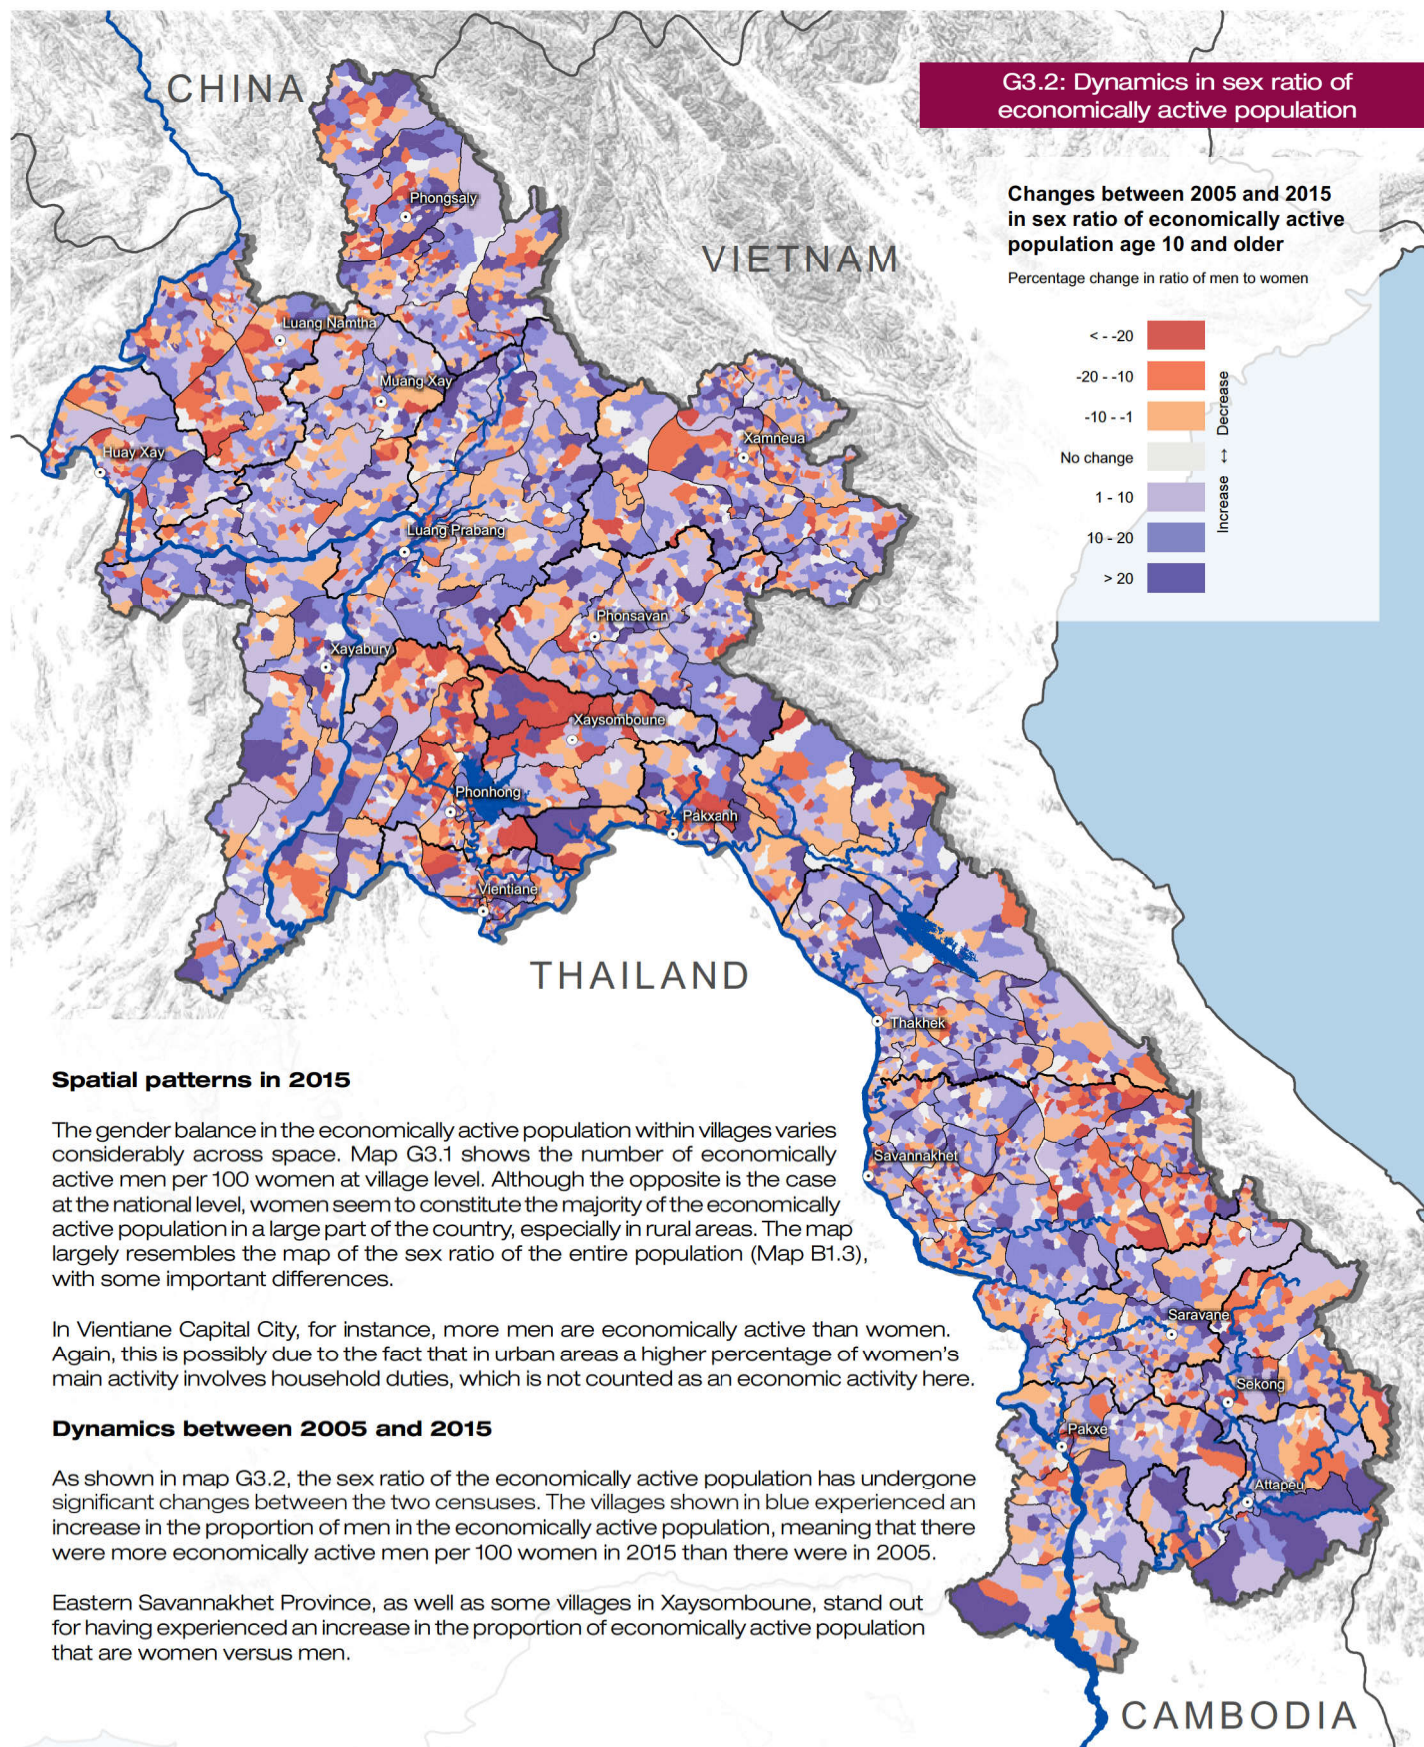 CHINA
G3.2: Dynamics in sex ratio of
economically active population
Changes between 2005 and 2015
in sex ratio of economically active
population age 10 and older
Percentage change in ratio of men to women
< - -20
-20 - -10
-10 - -1
No change
1 - 10
10 - 20
> 20
Increase ↔ Decrease
VIETNAM
Phongsaly
Luang Namtha
Muang Xay
Xamneua
Huay Xay
Luang Prabang
Phonsavan
Xayabury
Xaysomboune
Phonhong
Pakxanh
Vientiane
THAILAND
Thakhek
Savannakhet
Saravane
Sekong
Pakxe
Attapeu
CAMBODIA
Spatial patterns in 2015
The gender balance in the economically active population within villages varies
considerably across space. Map G3.1 shows the number of economically
active men per 100 women at village level. Although the opposite is the case
at the national level, women seem to constitute the majority of the economically
active population in a large part of the country, especially in rural areas. The map
largely resembles the map of the sex ratio of the entire population (Map B1.3),
with some important differences.
In Vientiane Capital City, for instance, more men are economically active than women.
Again, this is possibly due to the fact that in urban areas a higher percentage of women's
main activity involves household duties, which is not counted as an economic activity here.
Dynamics between 2005 and 2015
As shown in map G3.2, the sex ratio of the economically active population has undergone
significant changes between the two censuses. The villages shown in blue experienced an
increase in the proportion of men in the economically active population, meaning that there
were more economically active men per 100 women in 2015 than there were in 2005.
Eastern Savannakhet Province, as well as some villages in Xaysomboune, stand out
for having experienced an increase in the proportion of economically active population
that are women versus men.